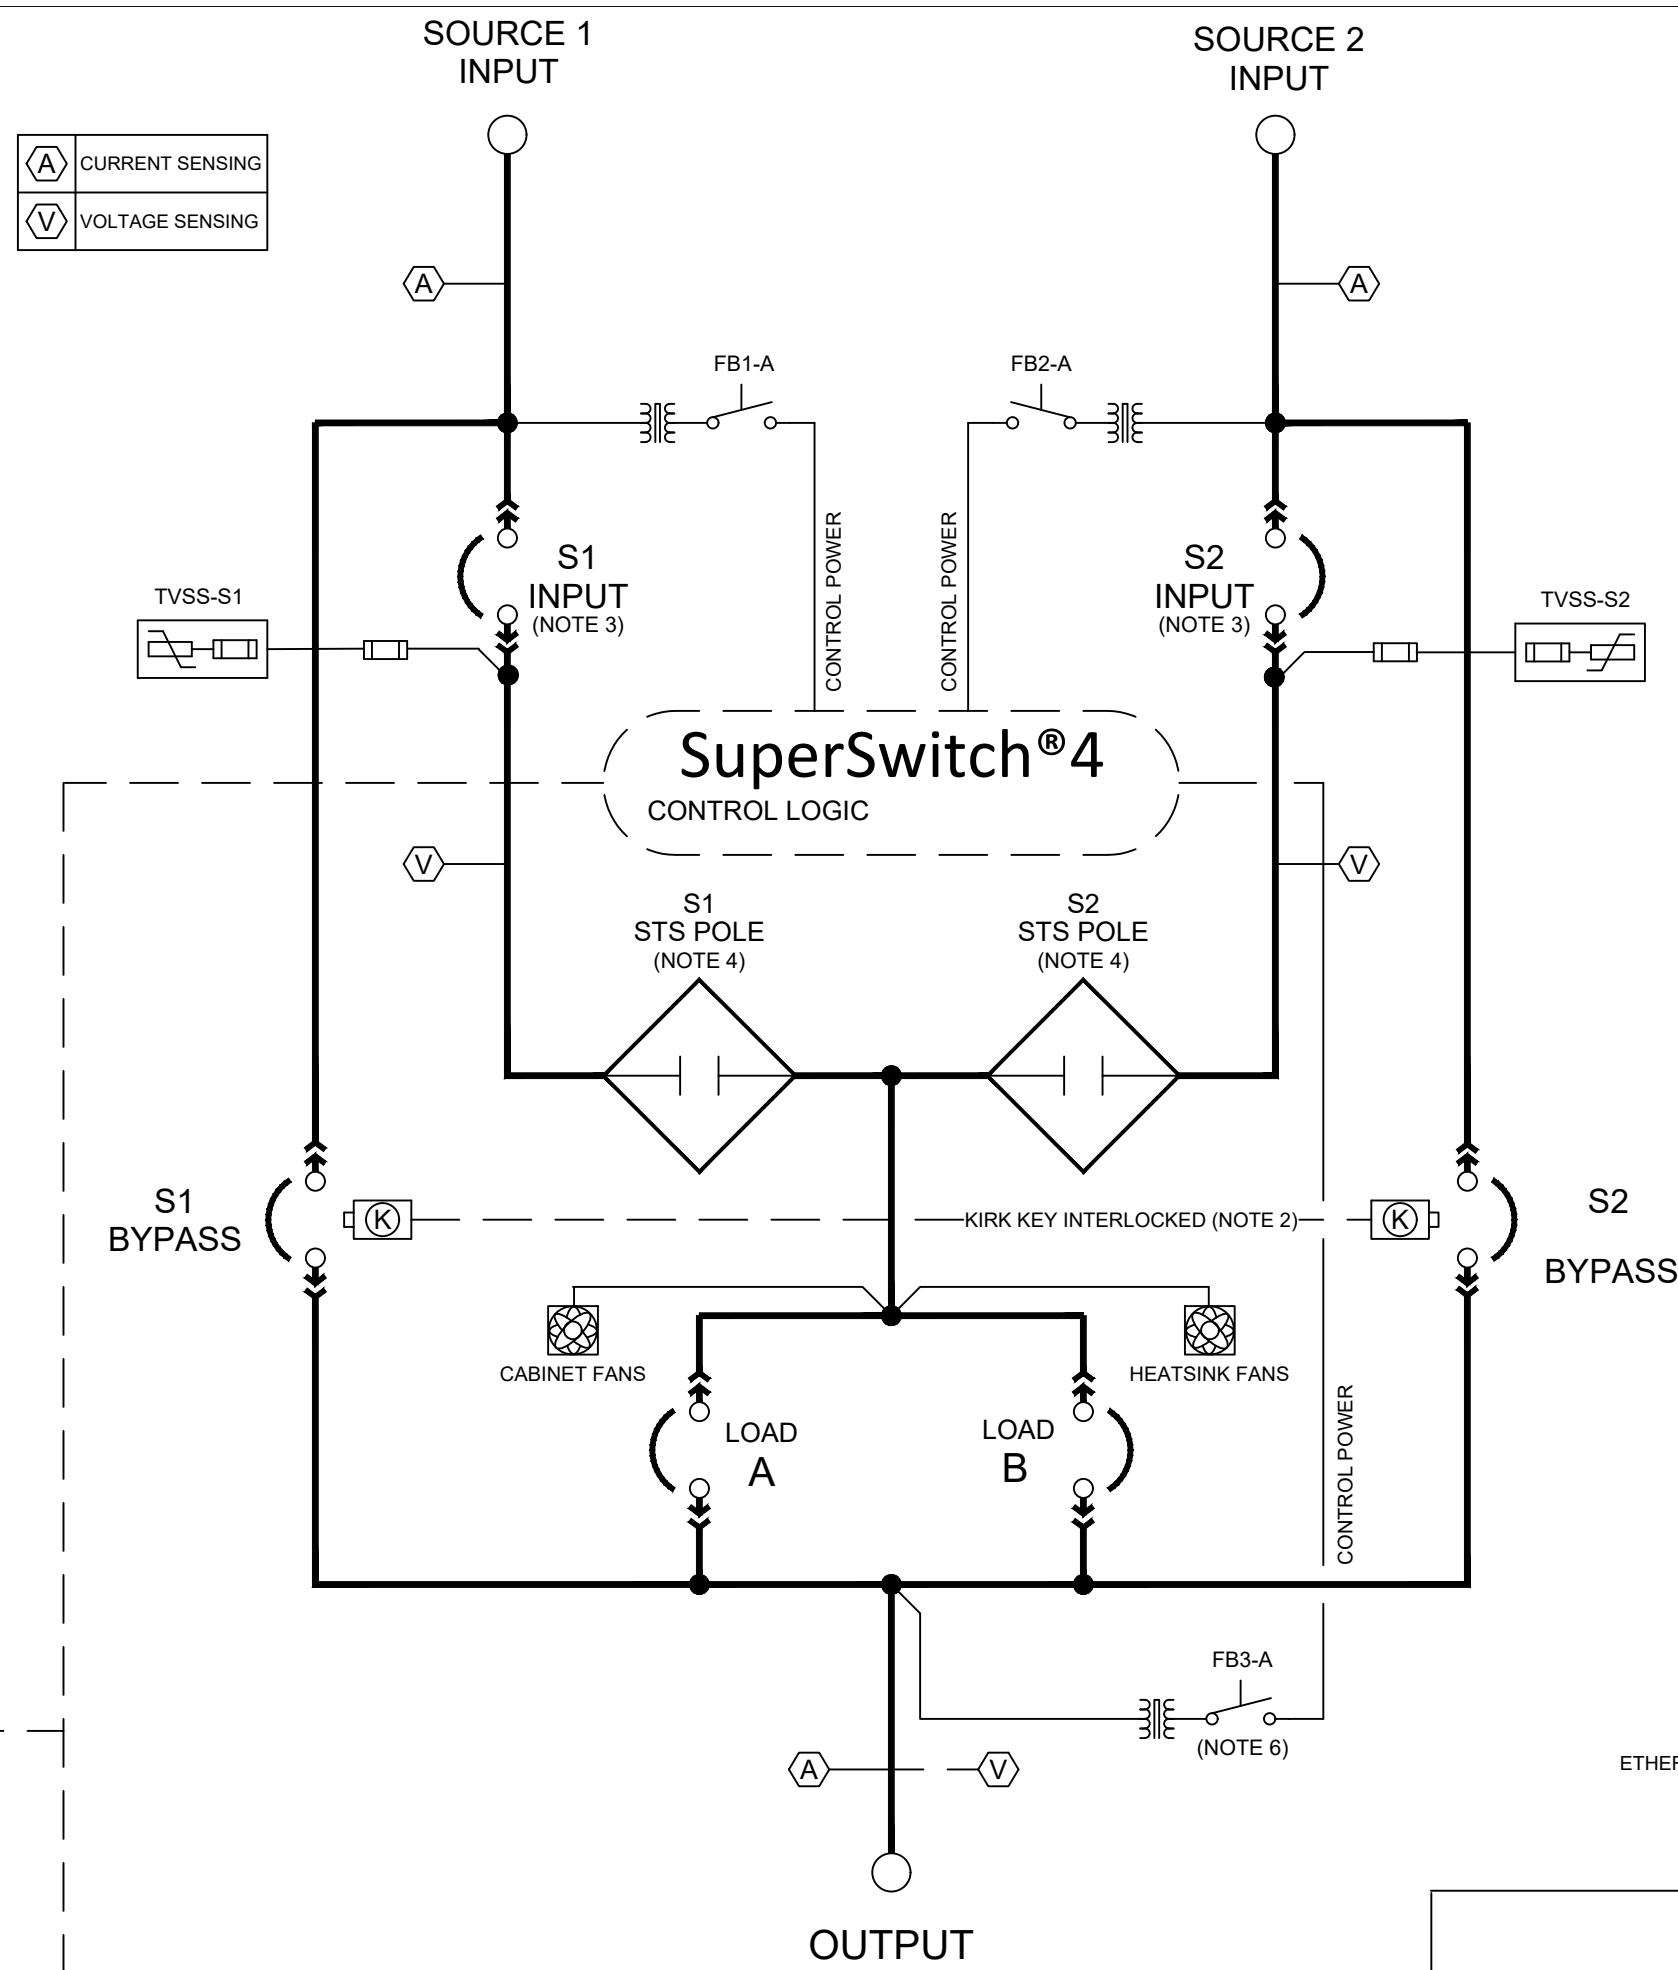 SOURCE 1
INPUT
SOURCE 2
INPUT
A CURRENT SENSING
V VOLTAGE SENSING
A
A
FB1-A
FB2-A
CONTROL POWER
CONTROL POWER
S1
INPUT
(NOTE 3)
S2
INPUT
(NOTE 3)
TVSS-S1
TVSS-S2
SuperSwitch®4
CONTROL LOGIC
V
V
S1
STS POLE
(NOTE 4)
S2
STS POLE
(NOTE 4)
S1
BYPASS
K
KIRK KEY INTERLOCKED (NOTE 2)
K
S2
BYPASS
CABINET FANS
HEATSINK FANS
LOAD
A
LOAD
B
CONTROL POWER
FB3-A
(NOTE 6)
A
V
ETHER
OUTPUT